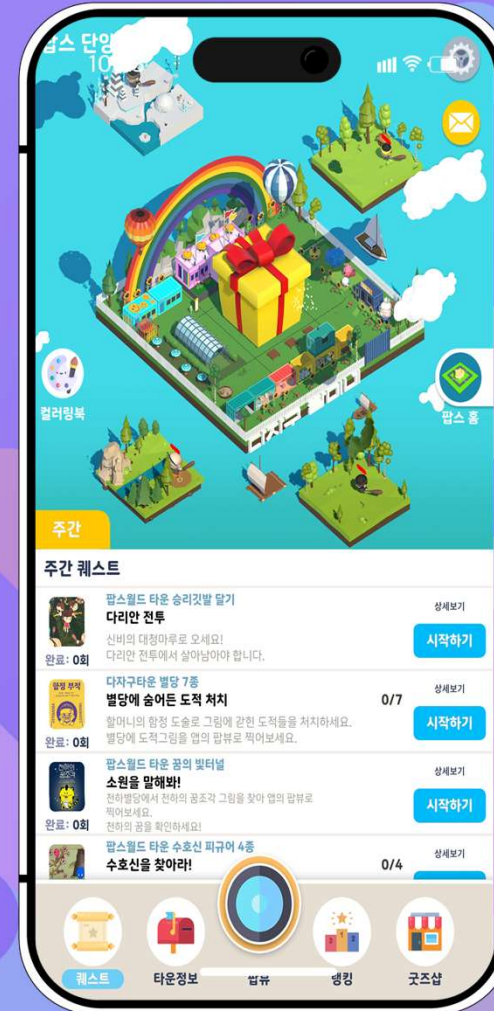 팝스 단양
컬러링북
팝스 홈
주간
주간 퀘스트
팝스월드 타운 승리깃발 달기
다리안 전투
신비의 대청마루로 오세요!
다리안 전투에서 살아남아야 합니다.
완료: 0회
상세보기
시작하기
함정 부적
다자구타운 별당 7종
별당에 숨어든 도적 처치
할머니의 함정 도술로 그림에 갇힌 도적들을 처치하세요.
별당에 도적그림을 앱의 팝뷰로 찍어보세요.
완료: 0회
0/7
상세보기
시작하기
천하의
꿈조각
팝스월드 타운 꿈의 빛터널
소원을 말해봐!
천하별당에서 천하의 꿈조각 그림을 찾아 앱의 팝뷰로
찍어보세요.
천하의 꿈을 확인하세요!
완료: 0회
상세보기
시작하기
팝스월드 타운 수호신 피규어 4종
수호신을 찾아라!
0/4
상세보기
퀘스트
타운정보
팝뷰
랭킹
굿즈샵